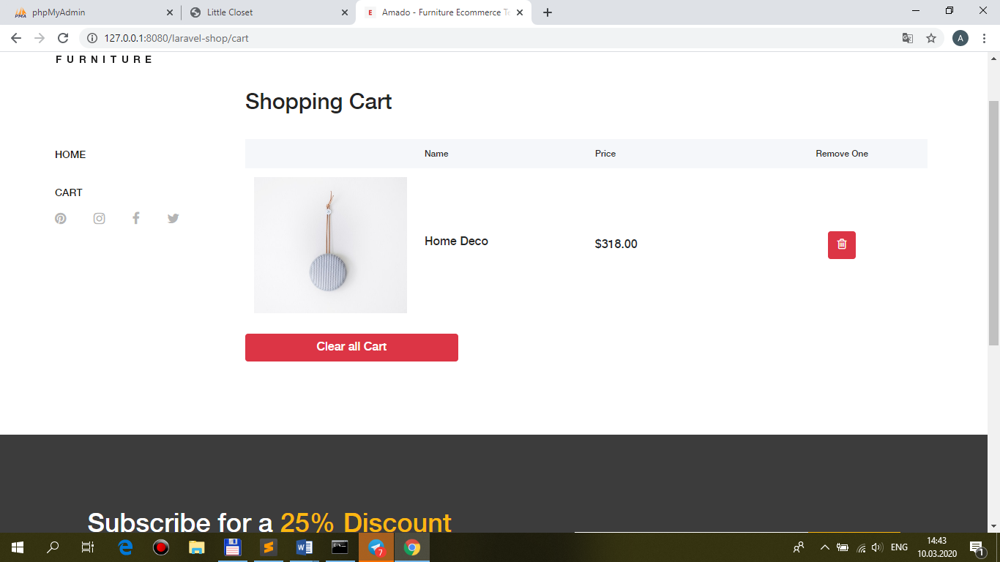 phpMyAdmin
Little Closet
E Amado - Furniture Ecommerce Te
127.0.0.1:8080/laravel-shop/cart
A
FURNITURE
Shopping Cart
HOME
CART
Name Price Remove One
Home Deco $318.00
Clear all Cart
Subscribe for a 25% Discount
7
ENG
14:43
10.03.2020
1